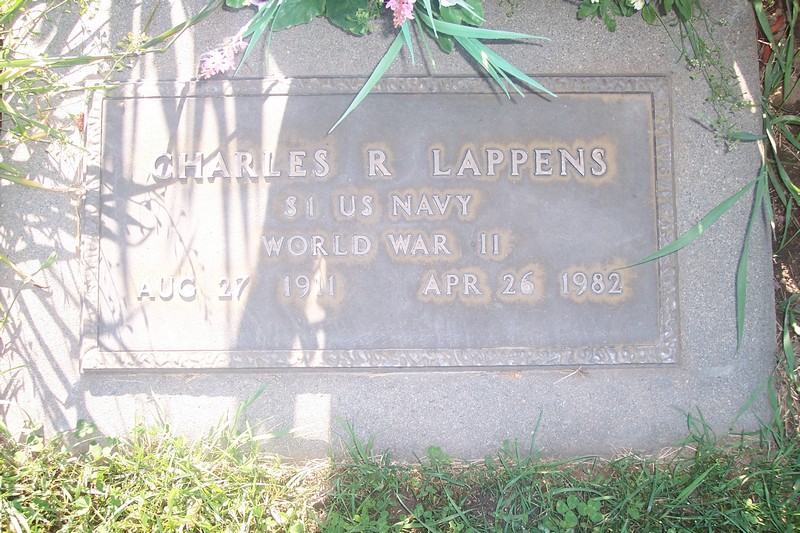 CHARLES R LAPPENS
S1 US NAVY
WORLD WAR II
AUG 27 1911 APR 26 1982